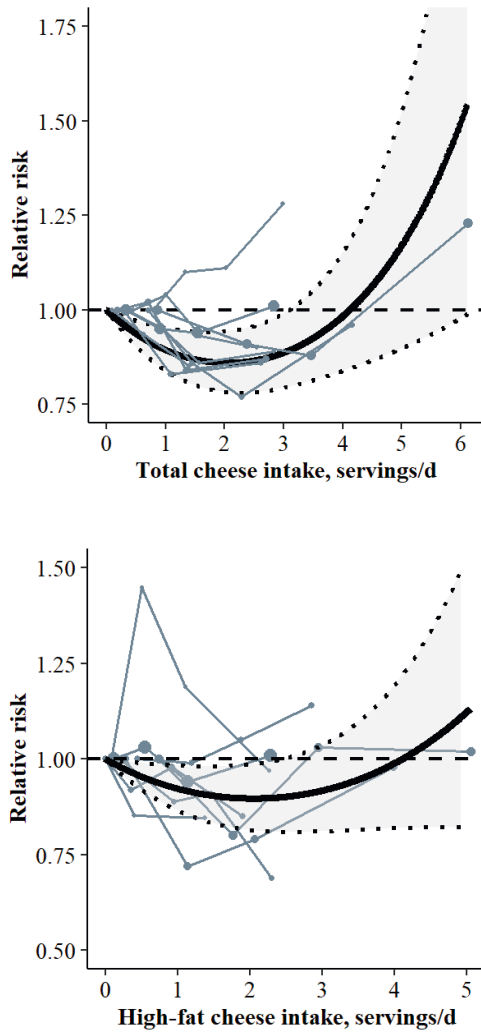 1.75
1.50
1.25
1.00
0.75
Relative risk
0 1 2 3 4 5 6
Total cheese intake, servings/d
1.50
1.25
1.00
0.75
0.50
Relative risk
0 1 2 3 4 5
High-fat cheese intake, servings/d